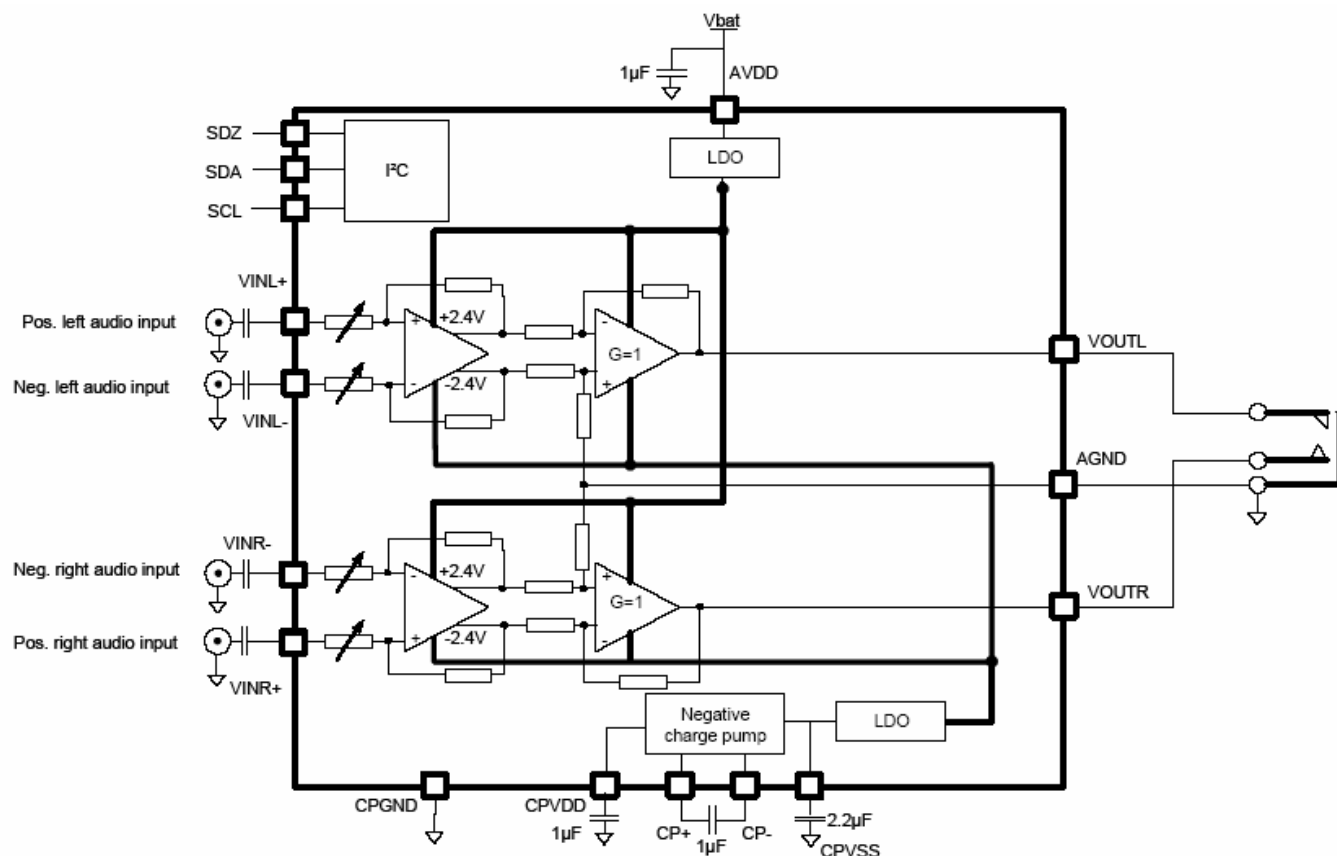 Vbat
1µF
AVDD
SDZ
SDA
SCL
I²C
LDO
VINL+
Pos. left audio input
+
+2.4V
-
G=1
VOUTL
Neg. left audio input
-
-2.4V
+
VINL-
AGND
VINR-
Neg. right audio input
-
+2.4V
+
G=1
VOUTR
Pos. right audio input
+
-2.4V
-
VINR+
Negative
charge pump
LDO
CPGND
CPVDD
1µF
CP+
1µF
CP-
2.2µF
CPVSS